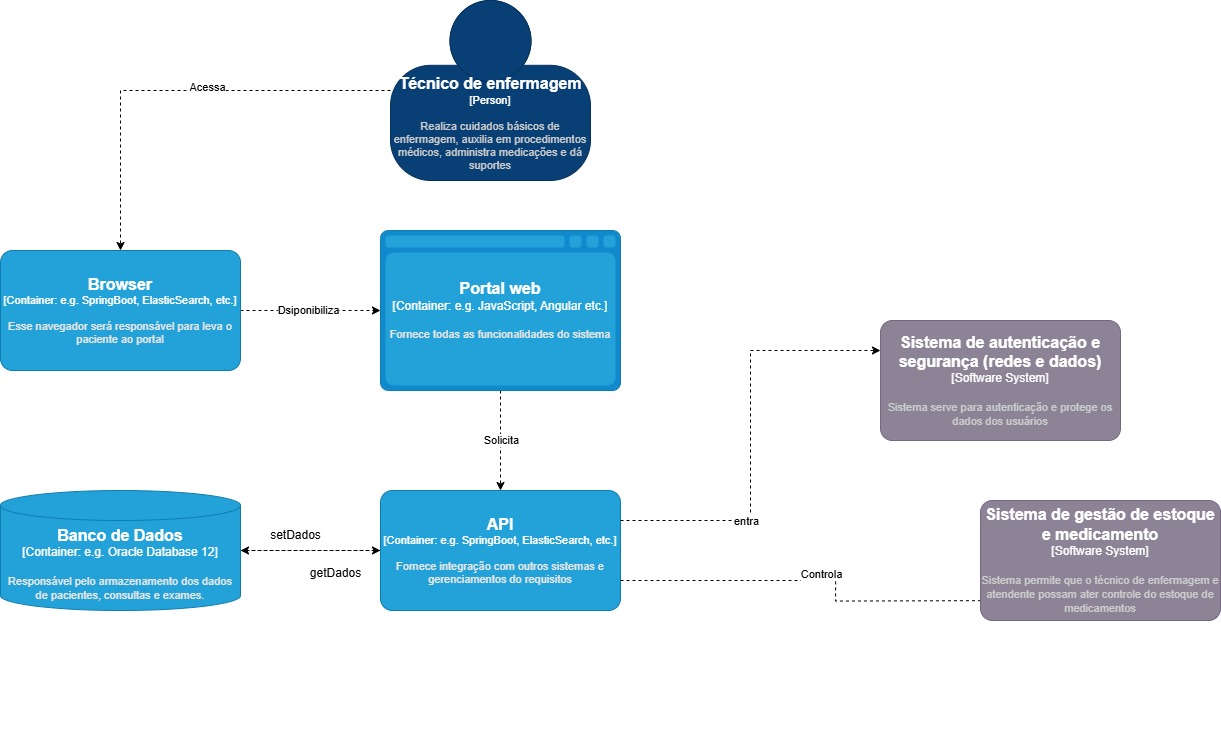 Técnico de enfermagem
[Person]
Realiza cuidados básicos de
enfermagem, auxilia em procedimentos
médicos, administra medicações e dá
suportes
Acessa
Browser
[Container: e.g. SpringBoot, ElasticSearch, etc.]
Esse navegador será responsável para leva o
paciente ao portal
Dsiponibiliza
Portal web
[Container: e.g. JavaScript, Angular etc.]
Fornece todas as funcionalidades do sistema
Sistema de autenticação e
segurança (redes e dados)
[Software System]
Sistema serve para autenticação e protege os
dados dos usuários
Solicita
Banco de Dados
[Container: e.g. Oracle Database 12]
Responsável pelo armazenamento dos dados
de pacientes, consultas e exames.
setDados
getDados
API
[Container: e.g. SpringBoot, ElasticSearch, etc.]
Fornece integração com outros sistemas e
gerenciamentos do requisitos
entra
Controla
Sistema de gestão de estoque
e medicamento
[Software System]
Sistema permite que o técnico de enfermagem e
atendente possam ater controle do estoque de
medicamentos